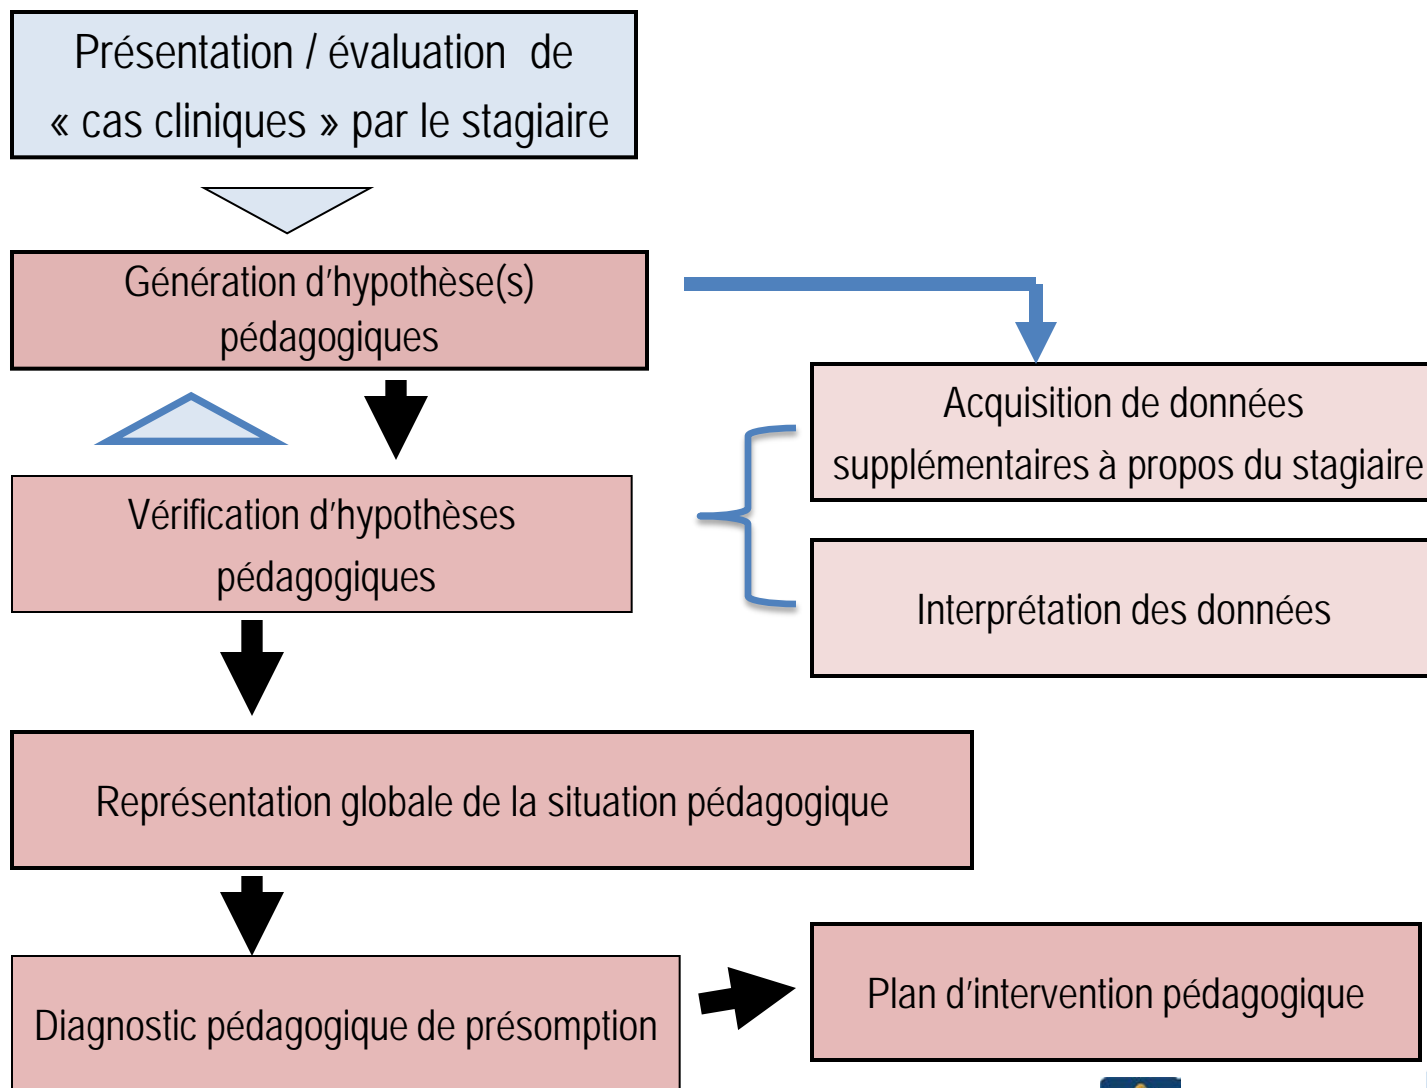 Présentation / évaluation de
« cas cliniques » par le stagiaire
Génération d’hypothèse(s)
pédagogiques
Acquisition de données
supplémentaires à propos du stagiaire
Vérification d’hypothèses
pédagogiques
Interprétation des données
Représentation globale de la situation pédagogique
Plan d’intervention pédagogique
Diagnostic pédagogique de présomption